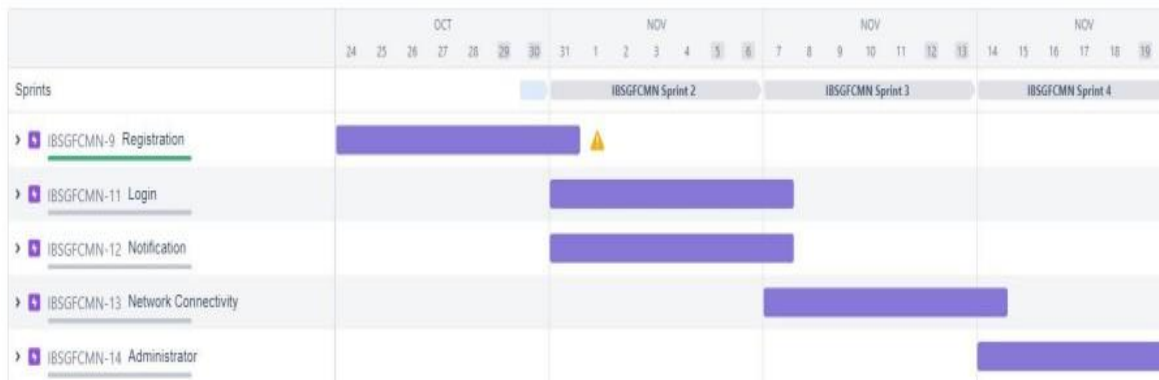 OCT NOV NOV NOV
24 25 26 27 28 29 30 31 1 2 3 4 5 6 7 8 9 10 11 12 13 14 15 16 17 18 19
Sprints IBSGFCMN Sprint 2 IBSGFCMN Sprint 3 IBSGFCMN Sprint 4
IBSGFCMN-9 Registration
IBSGFCMN-11 Login
IBSGFCMN-12 Notification
IBSGFCMN-13 Network Connectivity
IBSGFCMN-14 Administrator